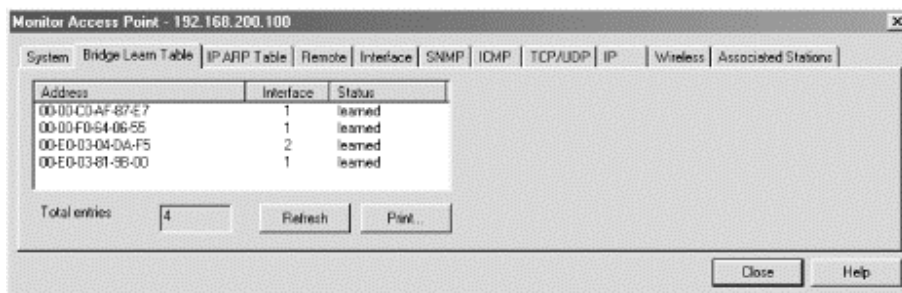 Monitor Access Point - 192.168.200.100
System Bridge Learn Table IP ARP Table Remote Interface SNMP ICMP TCP/UDP IP Wireless Associated Stations
Address Interface Status
00-00-C0-AF-87-E7 1 learned
00-00-F0-64-06-55 1 learned
00-E0-03-04-DA-F5 2 learned
00-E0-03-81-9B-00 1 learned
Total entries 4 Refresh Print...
Close Help